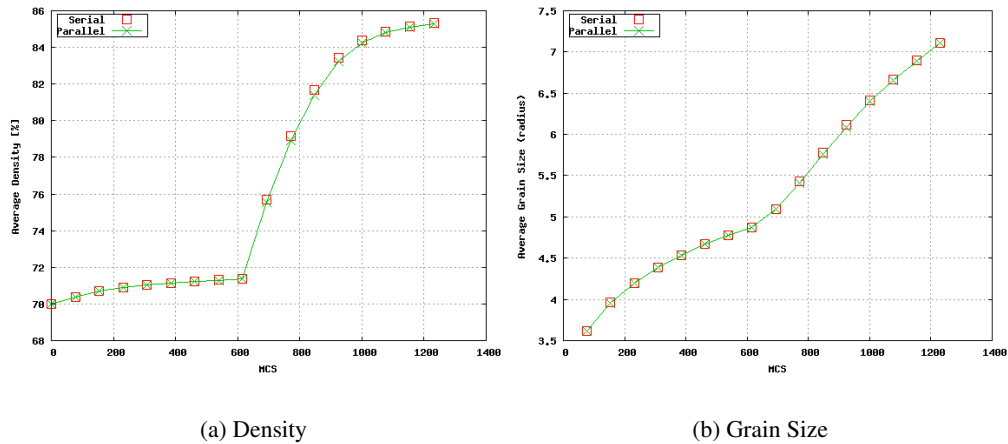 Serial
Parallel
86
84
82
80
78
76
74
72
70
68
Average Density [%]
0 200 400 600 800 1000 1200 1400
MCS
(a) Density
Serial
Parallel
7.5
7
6.5
6
5.5
5
4.5
4
3.5
Average Grain Size (radius)
0 200 400 600 800 1000 1200 1400
MCS
(b) Grain Size